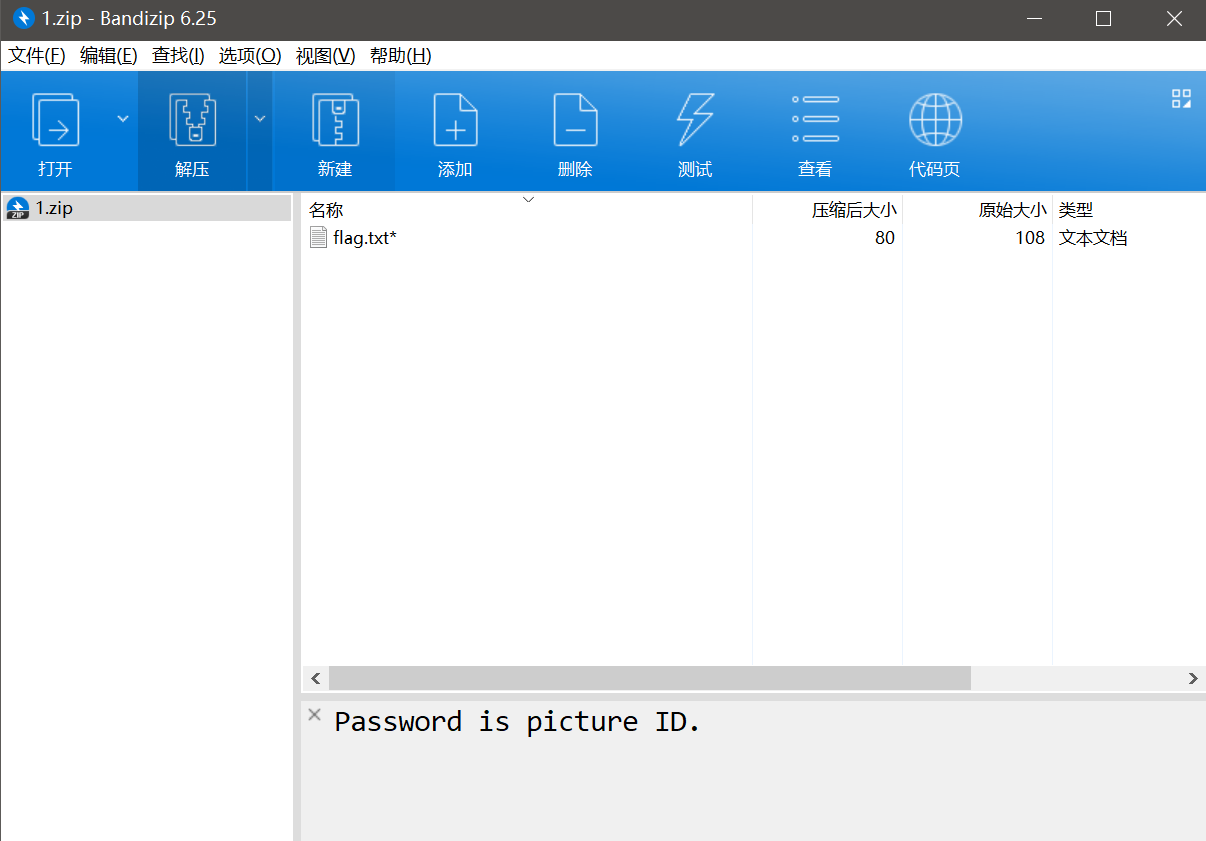 1.zip - Bandizip 6.25
文件(F) 编辑(E) 查找(I) 选项(O) 视图(V) 帮助(H)
打开 解压 新建 添加 删除 测试 查看 代码页
ZIP 1.zip
名称 压缩后大小 原始大小 类型
flag.txt* 80 108 文本文档
Password is picture ID.